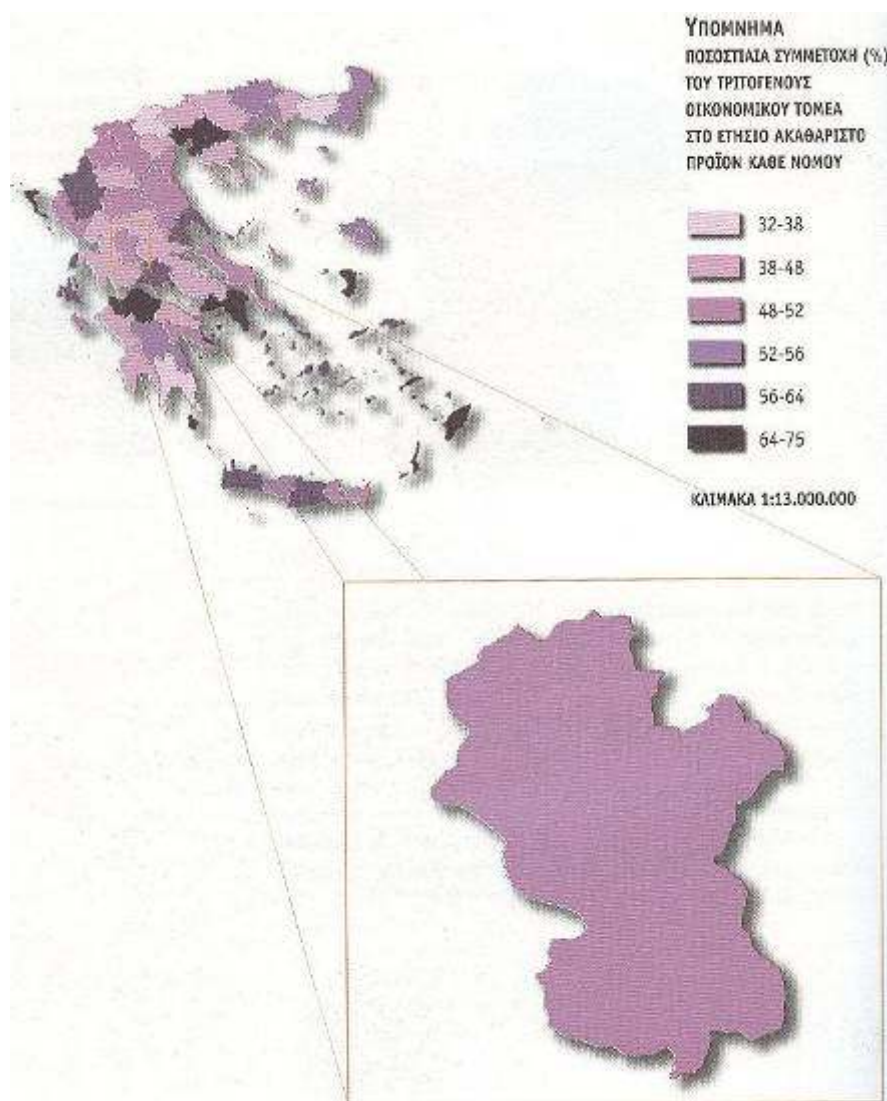 ΥΠΟΜΝΗΜΑ
ΠΟΣΟΣΤΙΑΙΑ ΣΥΜΜΕΤΟΧΗ (%)
ΤΟΥ ΤΡΙΤΟΓΕΝΟΥΣ
ΟΙΚΟΝΟΜΙΚΟΥ ΤΟΜΕΑ
ΣΤΟ ΕΤΗΣΙΟ ΑΚΑΘΑΡΙΣΤΟ
ΠΡΟΪΟΝ ΚΑΘΕ ΝΟΜΟΥ
32-38
38-48
48-52
52-56
56-64
64-75
ΚΛΙΜΑΚΑ 1:13.000.000